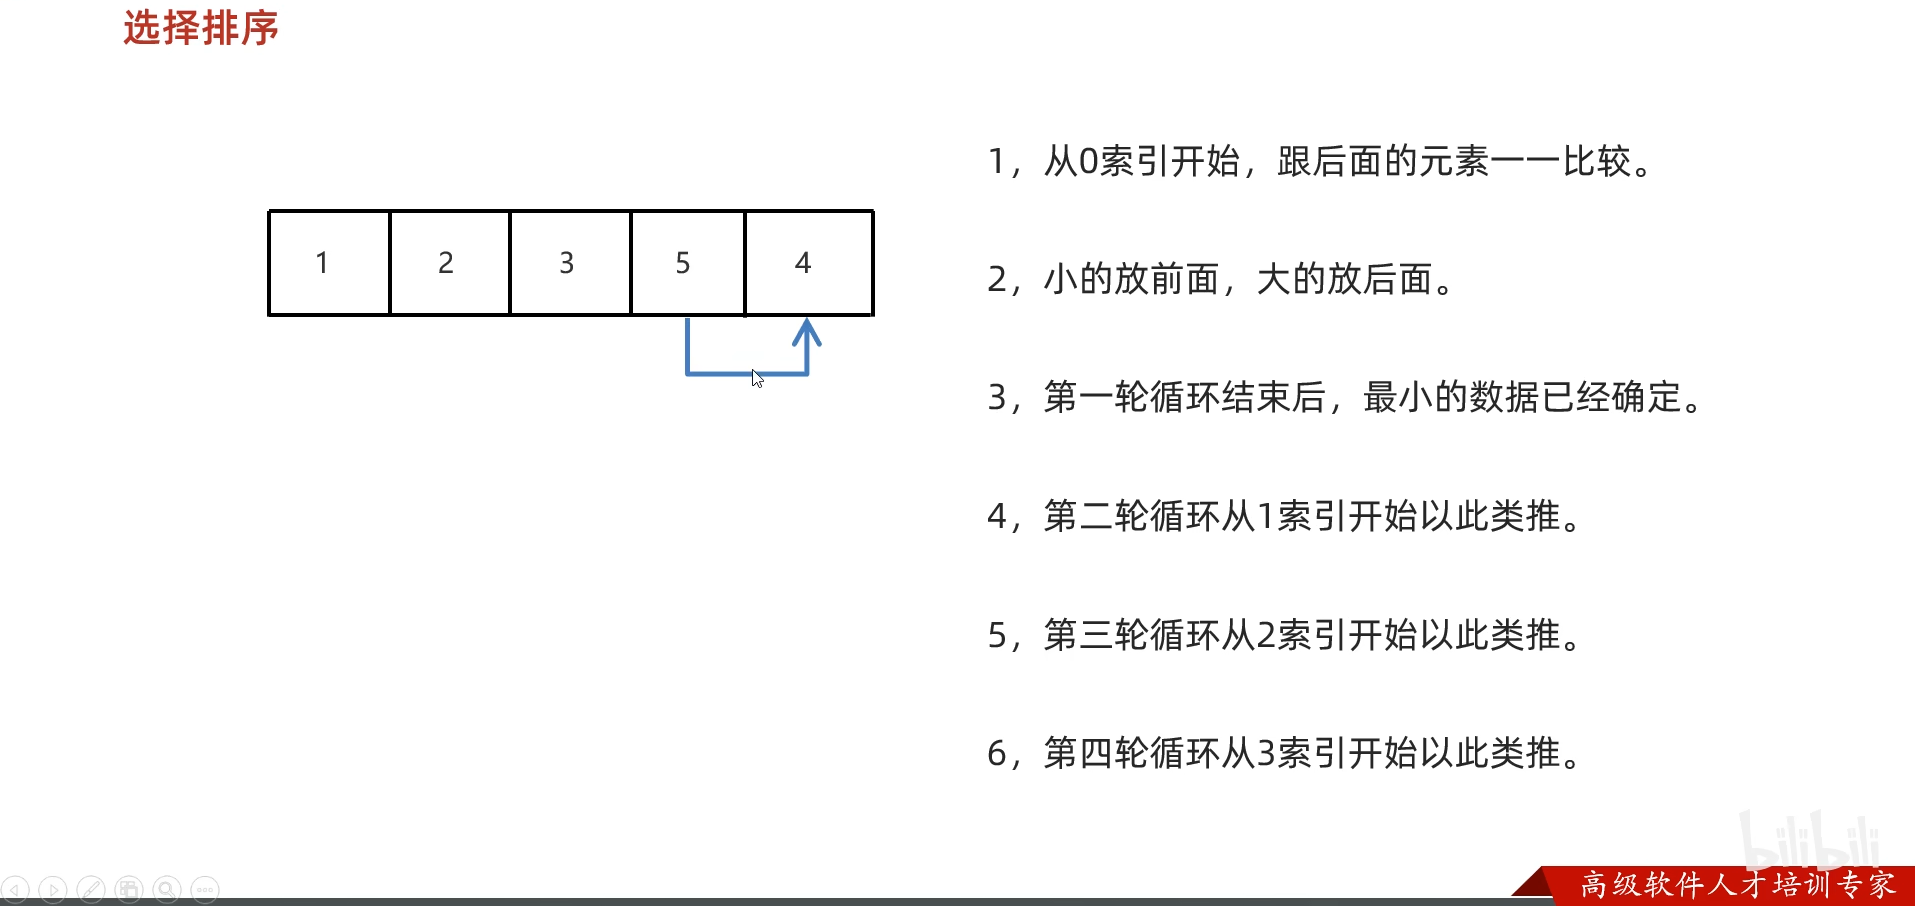 选择排序
1 2 3 5 4
1，从0索引开始，跟后面的元素一一比较。
2，小的放前面，大的放后面。
3，第一轮循环结束后，最小的数据已经确定。
4，第二轮循环从1索引开始以此类推。
5，第三轮循环从2索引开始以此类推。
6，第四轮循环从3索引开始以此类推。
bilibili
高级软件人才培训专家